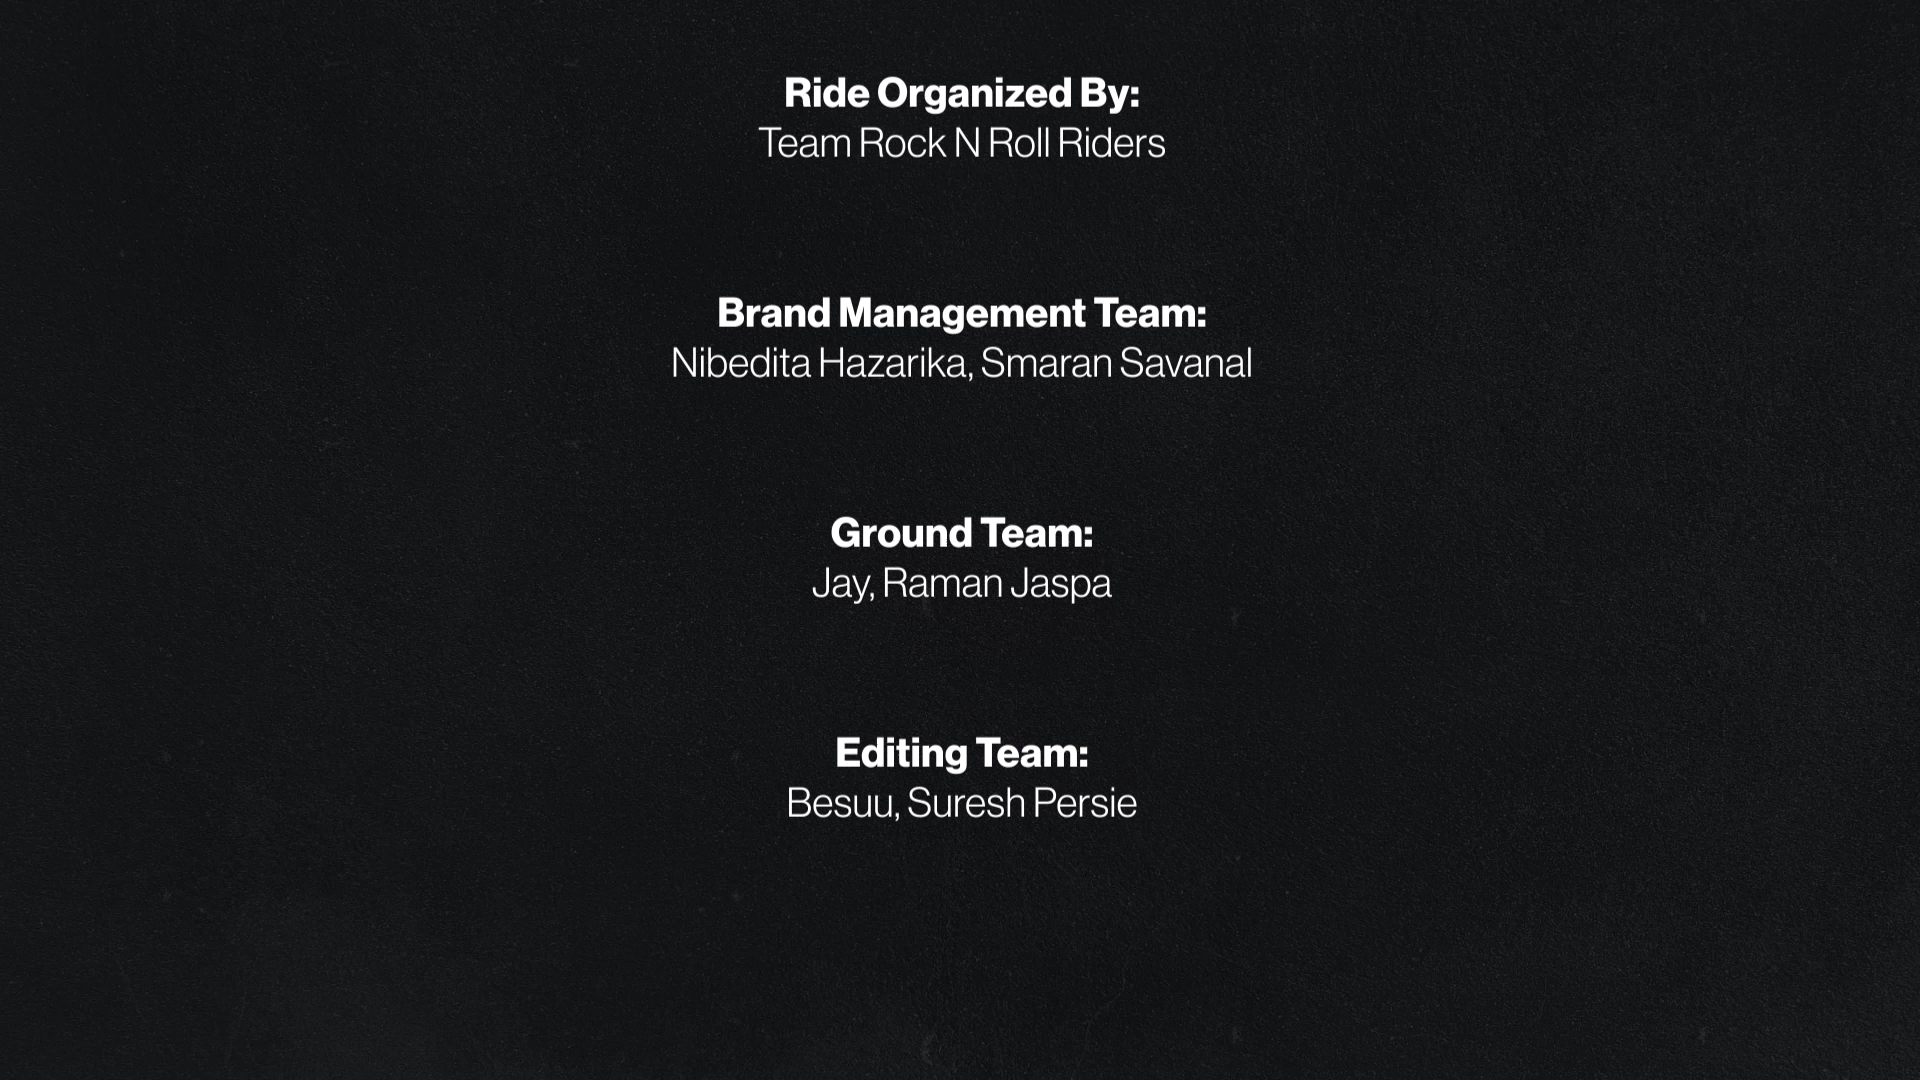 Ride Organized By:
Team Rock N Roll Riders
Brand Management Team:
Nibedita Hazarika, Smaran Savanal
Ground Team:
Jay, Raman Jaspa
Editing Team:
Besuu, Suresh Persie